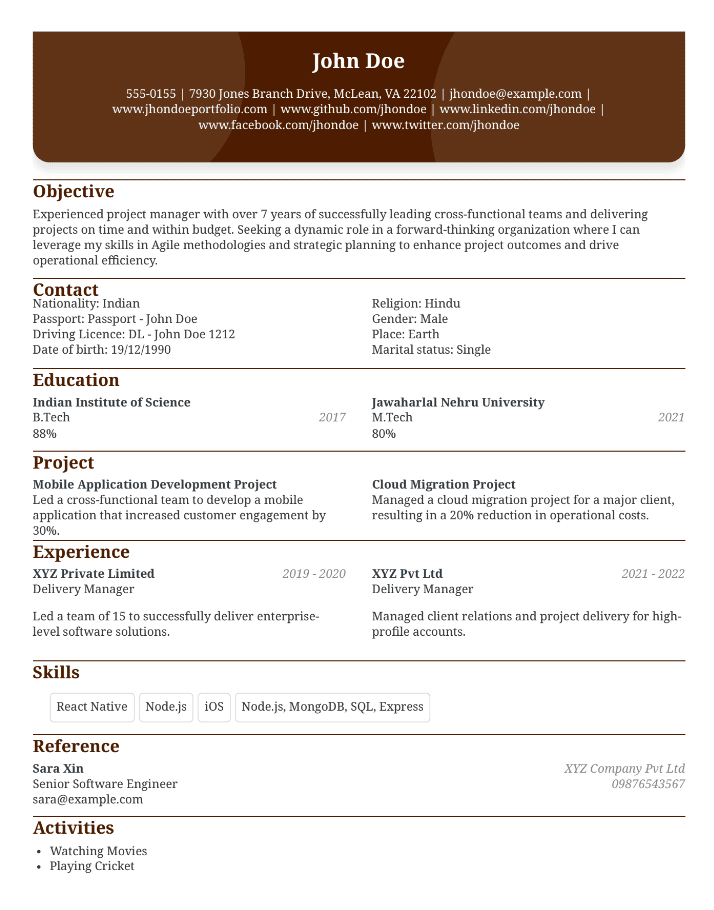 John Doe
555-0155 | 7930 Jones Branch Drive, McLean, VA 22102 | jhondoe@example.com |
www.jhondoeportfolio.com | www.github.com/jhondoe | www.linkedin.com/jhondoe |
www.facebook.com/jhondoe | www.twitter.com/jhondoe
Objective
Experienced project manager with over 7 years of successfully leading cross-functional teams and delivering
projects on time and within budget. Seeking a dynamic role in a forward-thinking organization where I can
leverage my skills in Agile methodologies and strategic planning to enhance project outcomes and drive
operational efficiency.
Contact
Nationality: Indian
Passport: Passport - John Doe
Driving Licence: DL - John Doe 1212
Date of birth: 19/12/1990
Religion: Hindu
Gender: Male
Place: Earth
Marital status: Single
Education
Indian Institute of Science
B.Tech 2017
88%
Jawaharlal Nehru University
M.Tech 2021
80%
Project
Mobile Application Development Project
Led a cross-functional team to develop a mobile
application that increased customer engagement by
30%.
Cloud Migration Project
Managed a cloud migration project for a major client,
resulting in a 20% reduction in operational costs.
Experience
XYZ Private Limited 2019 - 2020
Delivery Manager
Led a team of 15 to successfully deliver enterprise-
level software solutions.
XYZ Pvt Ltd 2021 - 2022
Delivery Manager
Managed client relations and project delivery for high-
profile accounts.
Skills
React Native Node.js iOS Node.js, MongoDB, SQL, Express
Reference
Sara Xin XYZ Company Pvt Ltd
Senior Software Engineer 09876543567
sara@example.com
Activities
• Watching Movies
• Playing Cricket